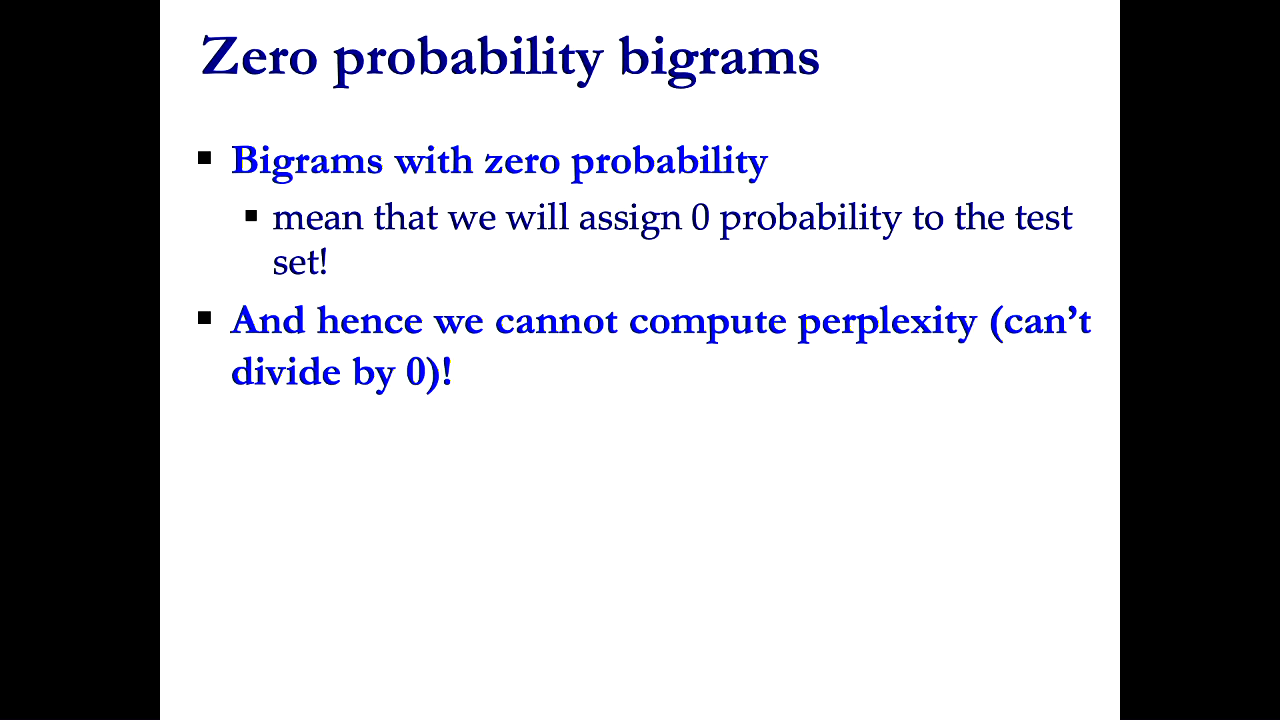 Zero probability bigrams
▪ Bigrams with zero probability
▪ mean that we will assign 0 probability to the test
set!
▪ And hence we cannot compute perplexity (can’t
divide by 0)!